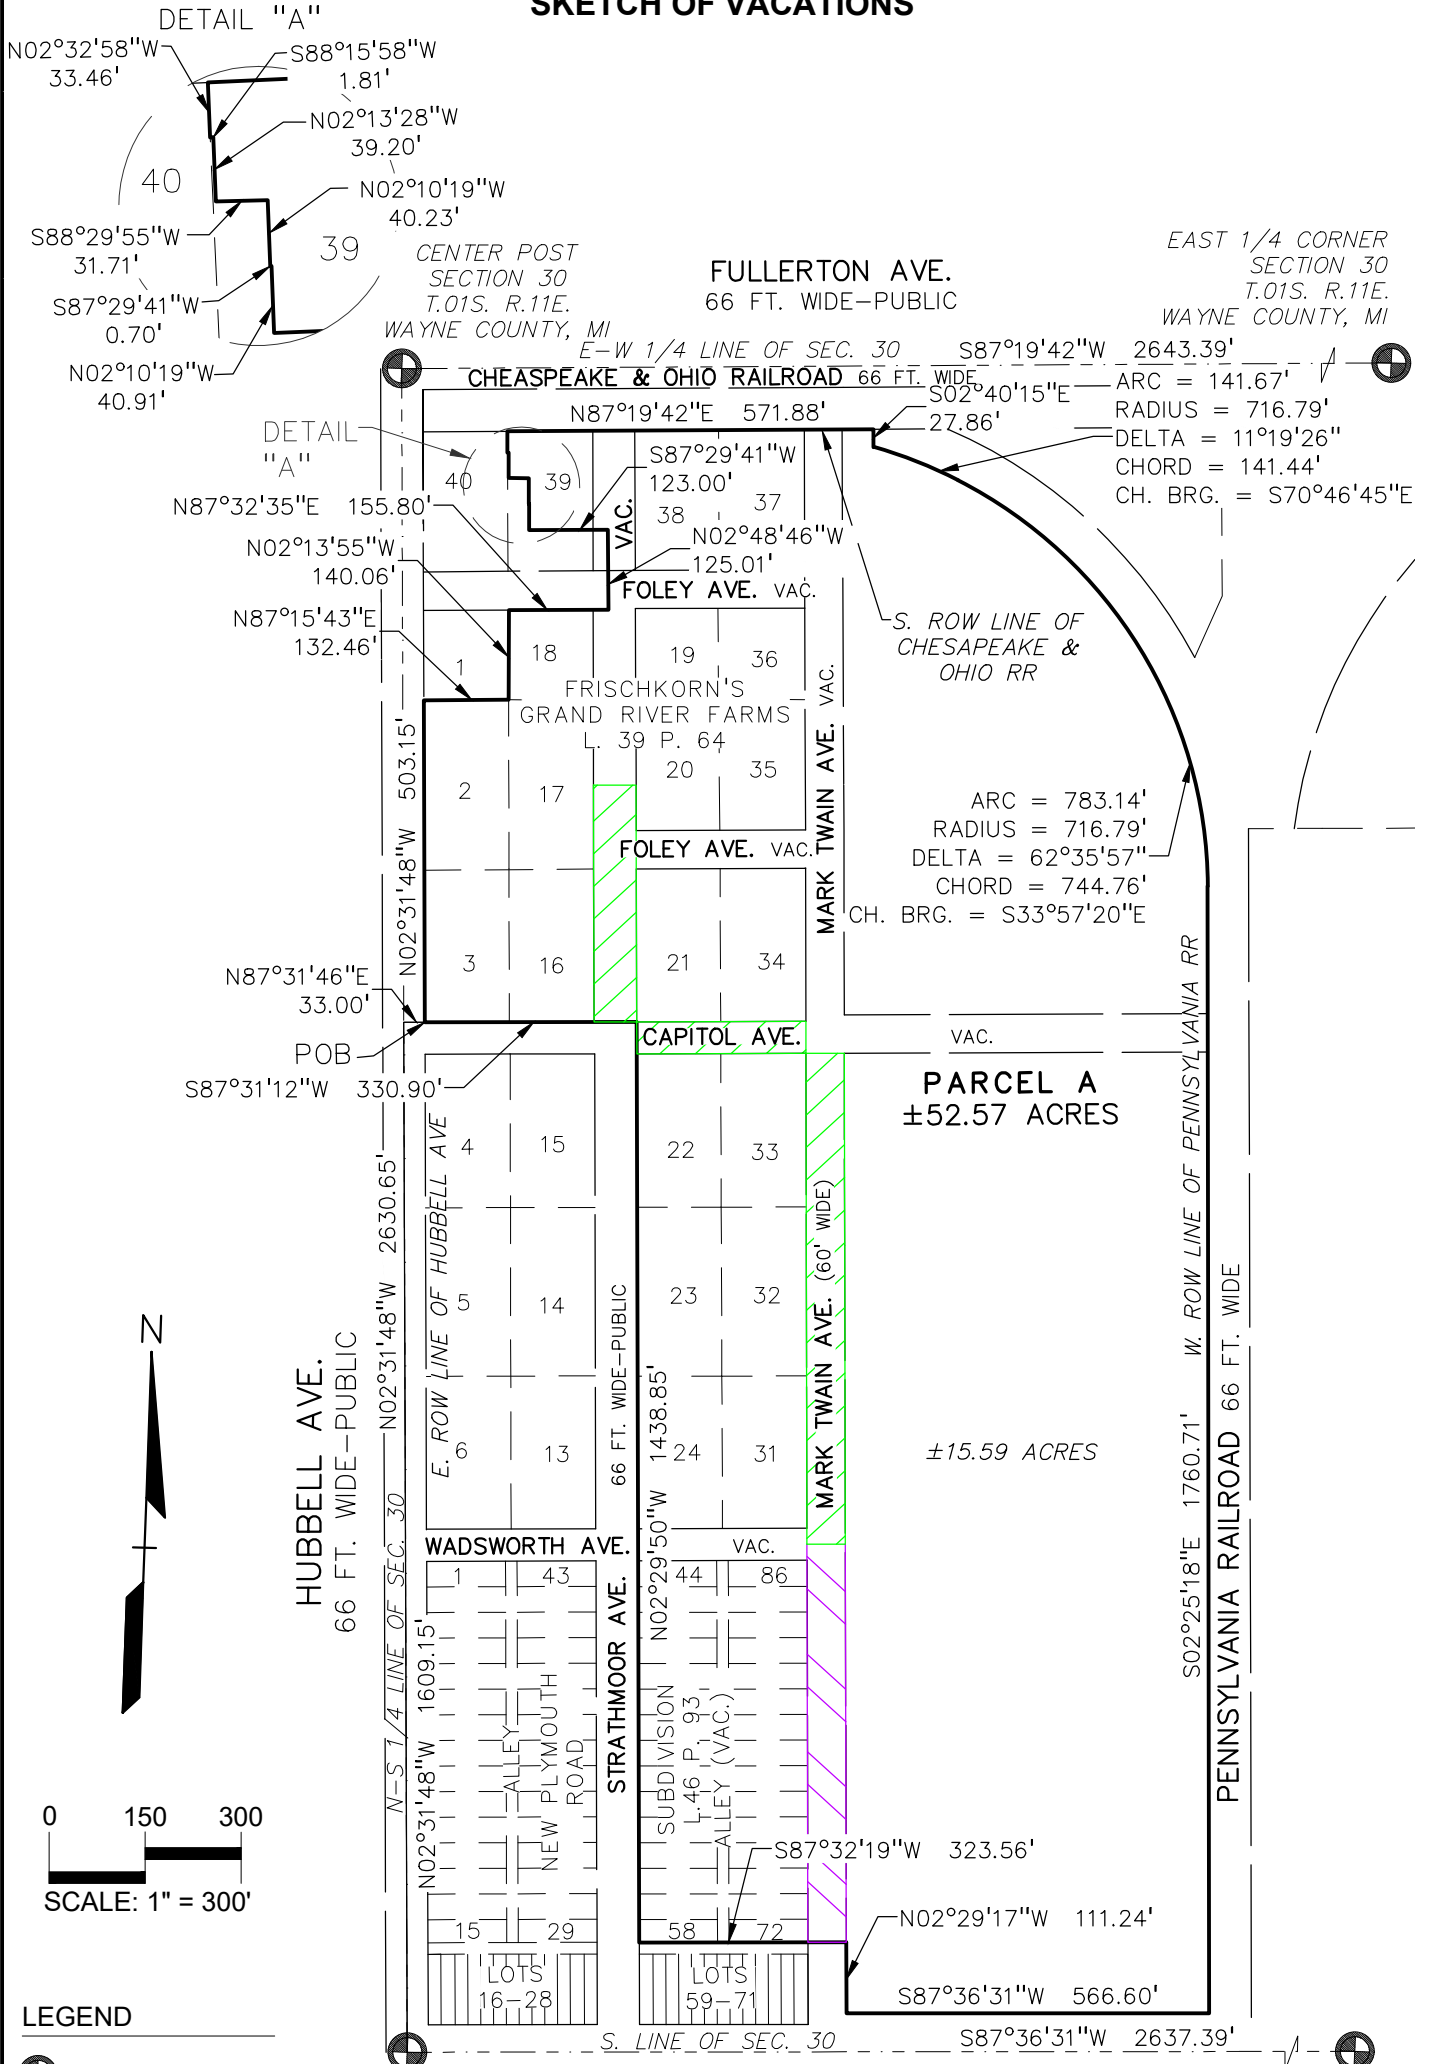 SKETCH OF VACATIONS
DETAIL "A"
N02°32'58"W
33.46'
S88°15'58"W
1.81'
N02°13'28"W
39.20'
40
N02°10'19"W
40.23'
S88°29'55"W
31.71'
39
S87°29'41"W
0.70'
N02°10'19"W
40.91'
CENTER POST
SECTION 30
T.01S. R.11E.
WAYNE COUNTY, MI
FULLERTON AVE.
66 FT. WIDE-PUBLIC
EAST 1/4 CORNER
SECTION 30
T.01S. R.11E.
WAYNE COUNTY, MI
E-W 1/4 LINE OF SEC. 30
S87°19'42"W 2643.39'
CHEASPEAKE & OHIO RAILROAD 66 FT. WIDE
N87°19'42"E 571.88'
S02°40'15"E
27.86'
ARC = 141.67'
RADIUS = 716.79'
DELTA = 11°19'26"
CHORD = 141.44'
CH. BRG. = S70°46'45"E
DETAIL
"A"
40
39
S87°29'41"W
123.00'
VAC.
38
37
N87°32'35"E 155.80'
N02°48'46"W
125.01'
N02°13'55"W
140.06'
FOLEY AVE. VAC.
N87°15'43"E
132.46'
S. ROW LINE OF
CHESAPEAKE &
OHIO RR
1
18
19
36
FRISCHKORN'S
GRAND RIVER FARMS
L. 39 P. 64
MARK TWAIN AVE. VAC.
N02°31'48"W 503.15'
2
17
20
35
ARC = 783.14'
RADIUS = 716.79'
DELTA = 62°35'57"
CHORD = 744.76'
CH. BRG. = S33°57'20"E
FOLEY AVE. VAC.
3
16
21
34
N87°31'46"E
33.00'
POB
S87°31'12"W 330.90'
CAPITOL AVE.
VAC.
PARCEL A
±52.57 ACRES
W. ROW LINE OF PENNSYLVANIA RR
4
15
22
33
N02°31'48"W 2630.65'
E. ROW LINE OF HUBBELL AVE
5
14
23
32
MARK TWAIN AVE. (60' WIDE)
66 FT. WIDE-PUBLIC
6
13
24
31
N02°29'50"W 1438.85'
±15.59 ACRES
N
HUBBELL AVE.
66 FT. WIDE-PUBLIC
S02°25'18"E 1760.71'
PENNSYLVANIA RAILROAD 66 FT. WIDE
WADSWORTH AVE.
VAC.
1
43
44
86
N-S 1/4 LINE OF SEC. 30
N02°31'48"W 1609.15'
ALLEY
NEW PLYMOUTH
ROAD
STRATHMOOR AVE.
SUBDIVISION
L.46 P. 93
ALLEY (VAC.)
0 150 300
SCALE: 1" = 300'
S87°32'19"W 323.56'
N02°29'17"W 111.24'
15
29
58
72
LOTS
16-28
LOTS
59-71
S87°36'31"W 566.60'
LEGEND
S. LINE OF SEC. 30
S87°36'31"W 2637.39'